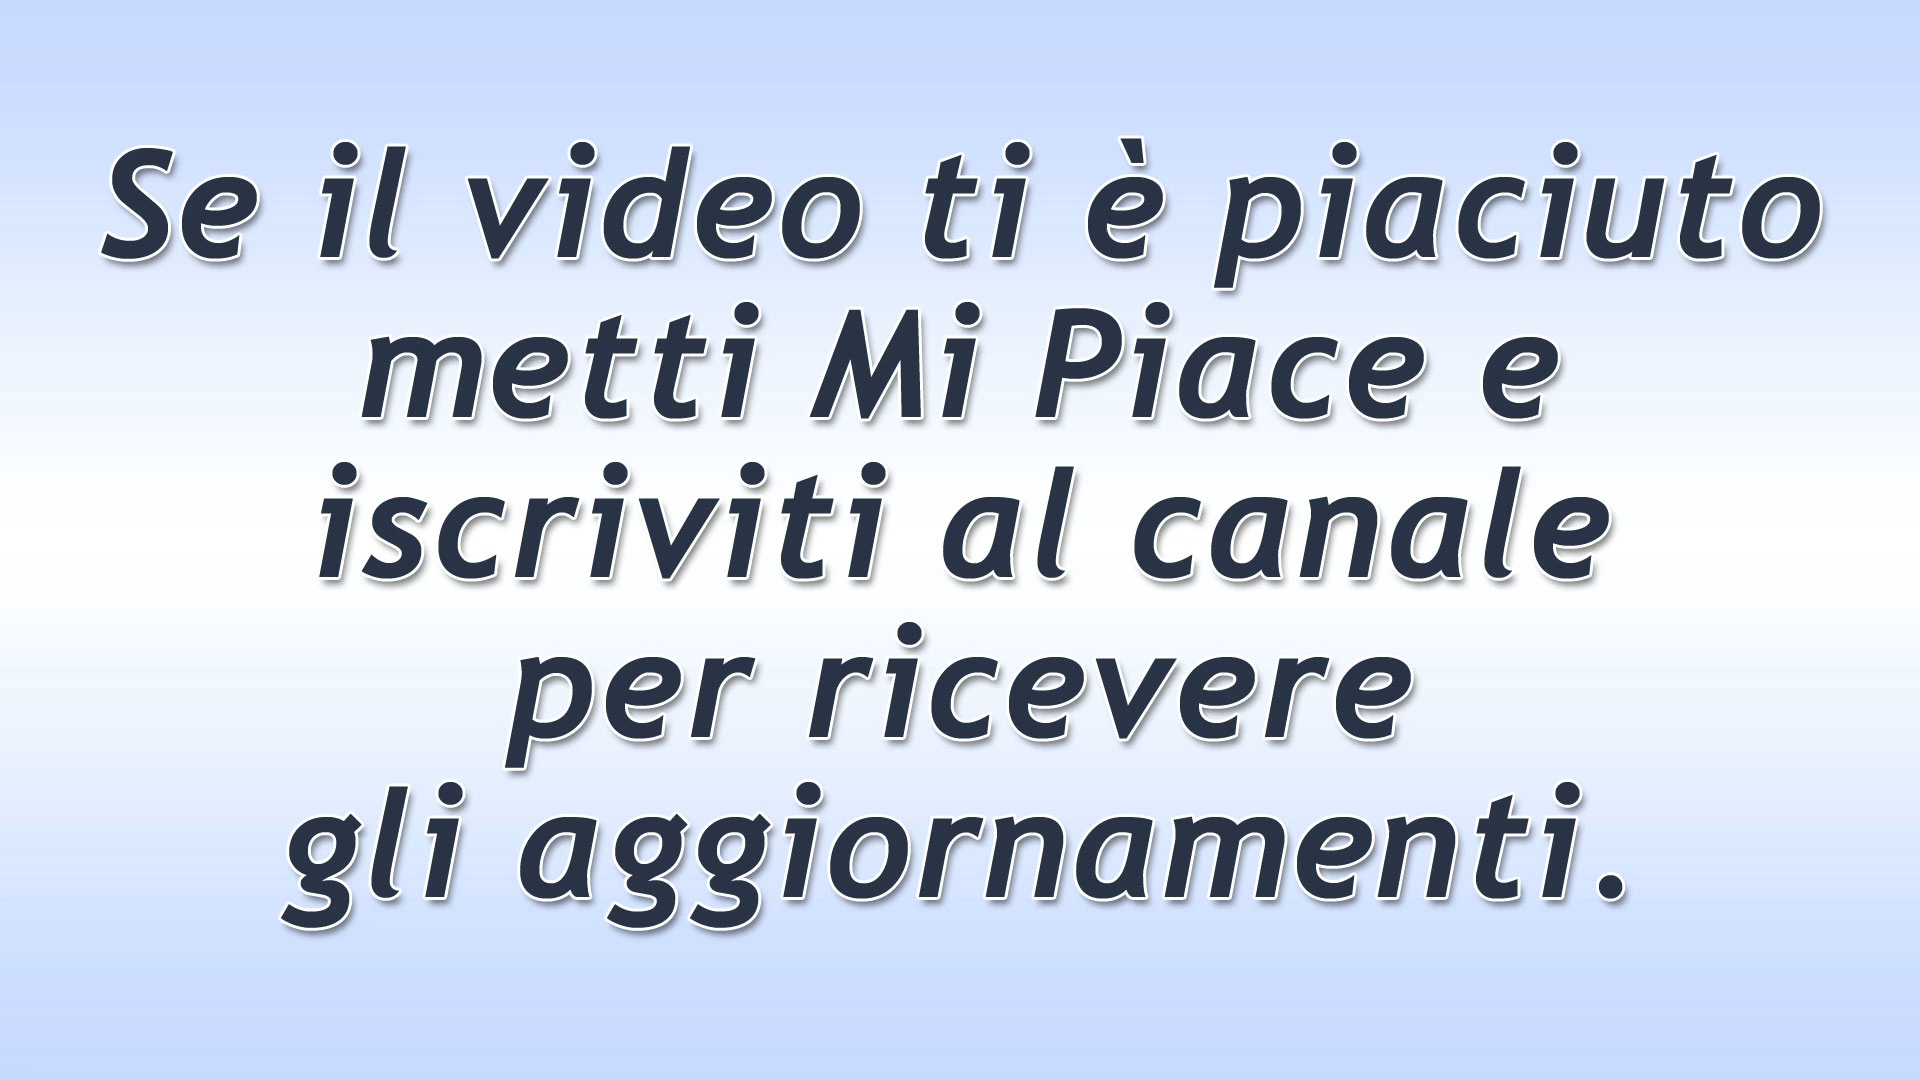 Se il video ti è piaciuto
metti Mi Piace e
iscriviti al canale
per ricevere
gli aggiornamenti.